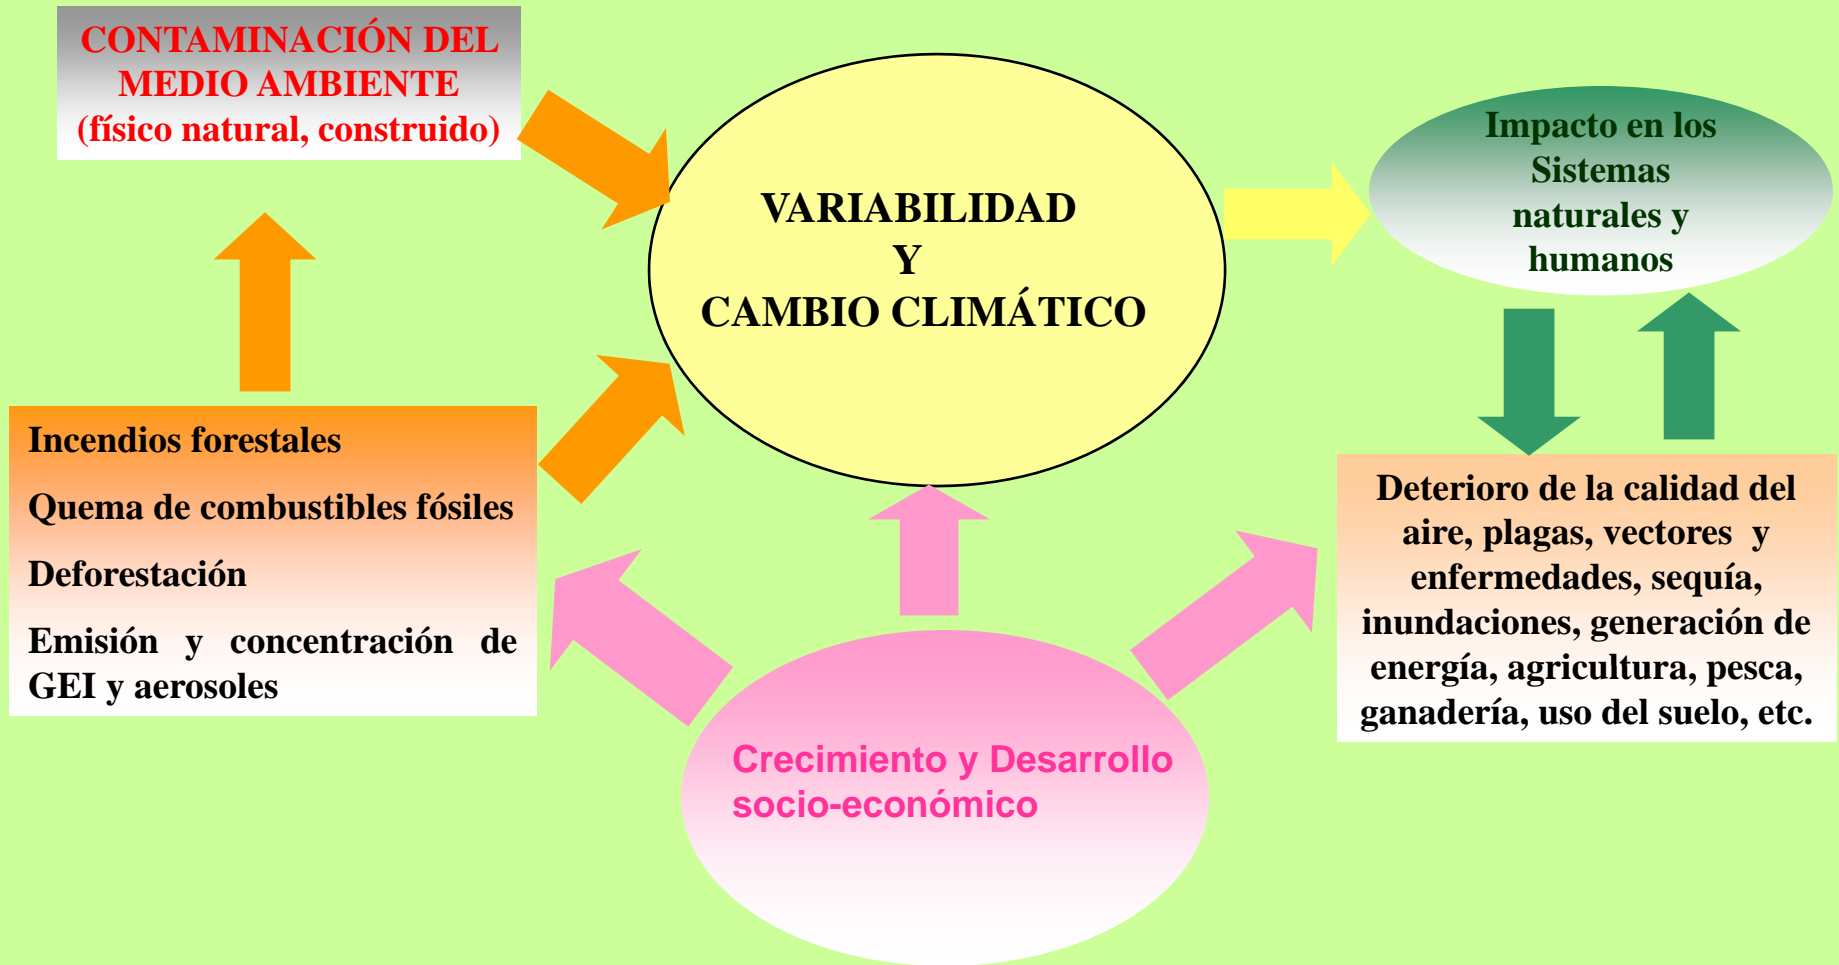 CONTAMINACIÓN DEL
MEDIO AMBIENTE
(físico natural, construido)
VARIABILIDAD
Y
CAMBIO CLIMÁTICO
Impacto en los
Sistemas
naturales y
humanos
Incendios forestales
Quema de combustibles fósiles
Deforestación
Emisión y concentración de
GEI y aerosoles
Deterioro de la calidad del
aire, plagas, vectores y
enfermedades, sequía,
inundaciones, generación de
energía, agricultura, pesca,
ganadería, uso del suelo, etc.
Crecimiento y Desarrollo
socio-económico